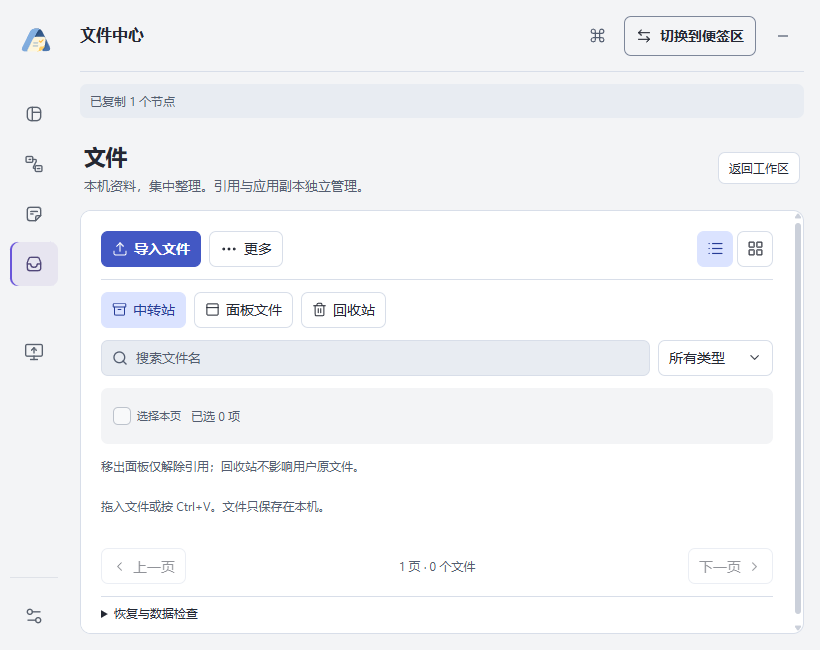 文件中心
切换到便签区
已复制 1 个节点
文件
本机资料，集中整理。引用与应用副本独立管理。
返回工作区
导入文件
更多
中转站
面板文件
回收站
搜索文件名
所有类型
选择本页 已选 0 项
移出面板仅解除引用；回收站不影响用户原文件。
拖入文件或按 Ctrl+V。文件只保存在本机。
上一页
1 页 · 0 个文件
下一页
恢复与数据检查